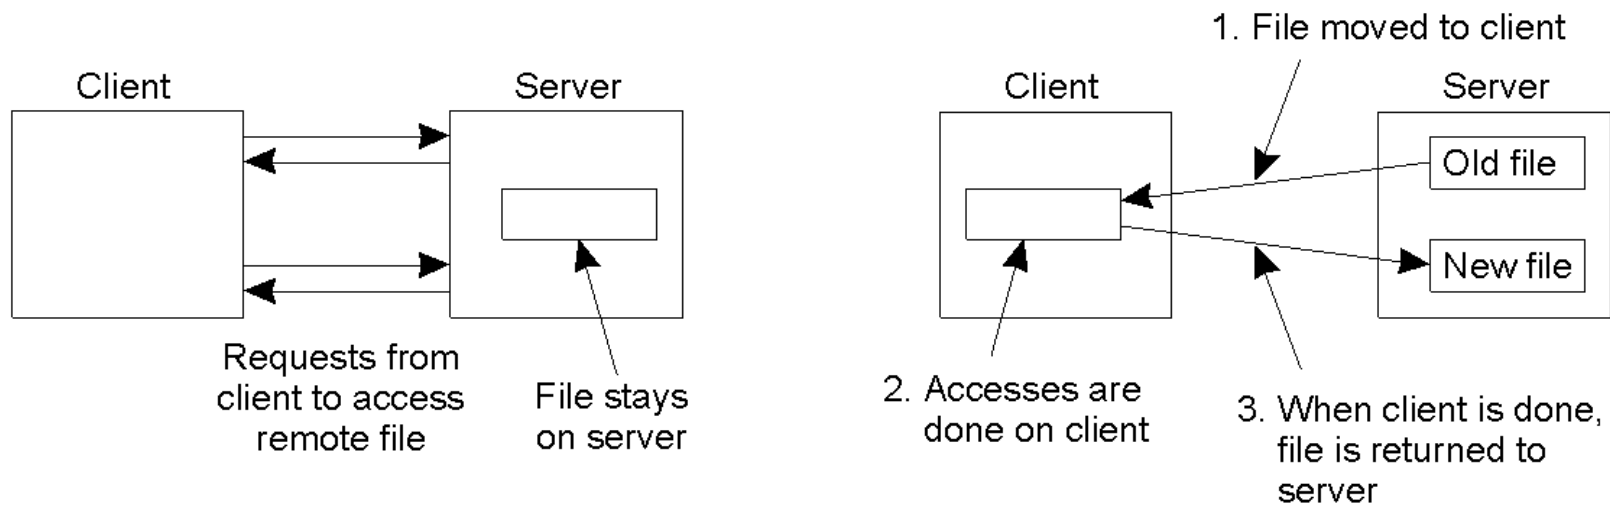 Client
Server
Requests from
client to access
remote file
File stays
on server
1. File moved to client
Client
Server
Old file
New file
2. Accesses are
done on client
3. When client is done,
file is returned to
server